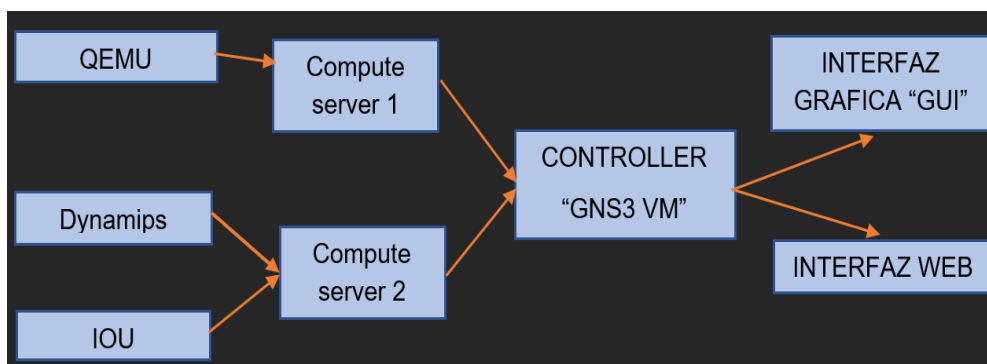 QEMU
Compute
server 1
Dynamips
IOU
Compute
server 2
CONTROLLER
“GNS3 VM”
INTERFAZ
GRAFICA “GUI”
INTERFAZ WEB